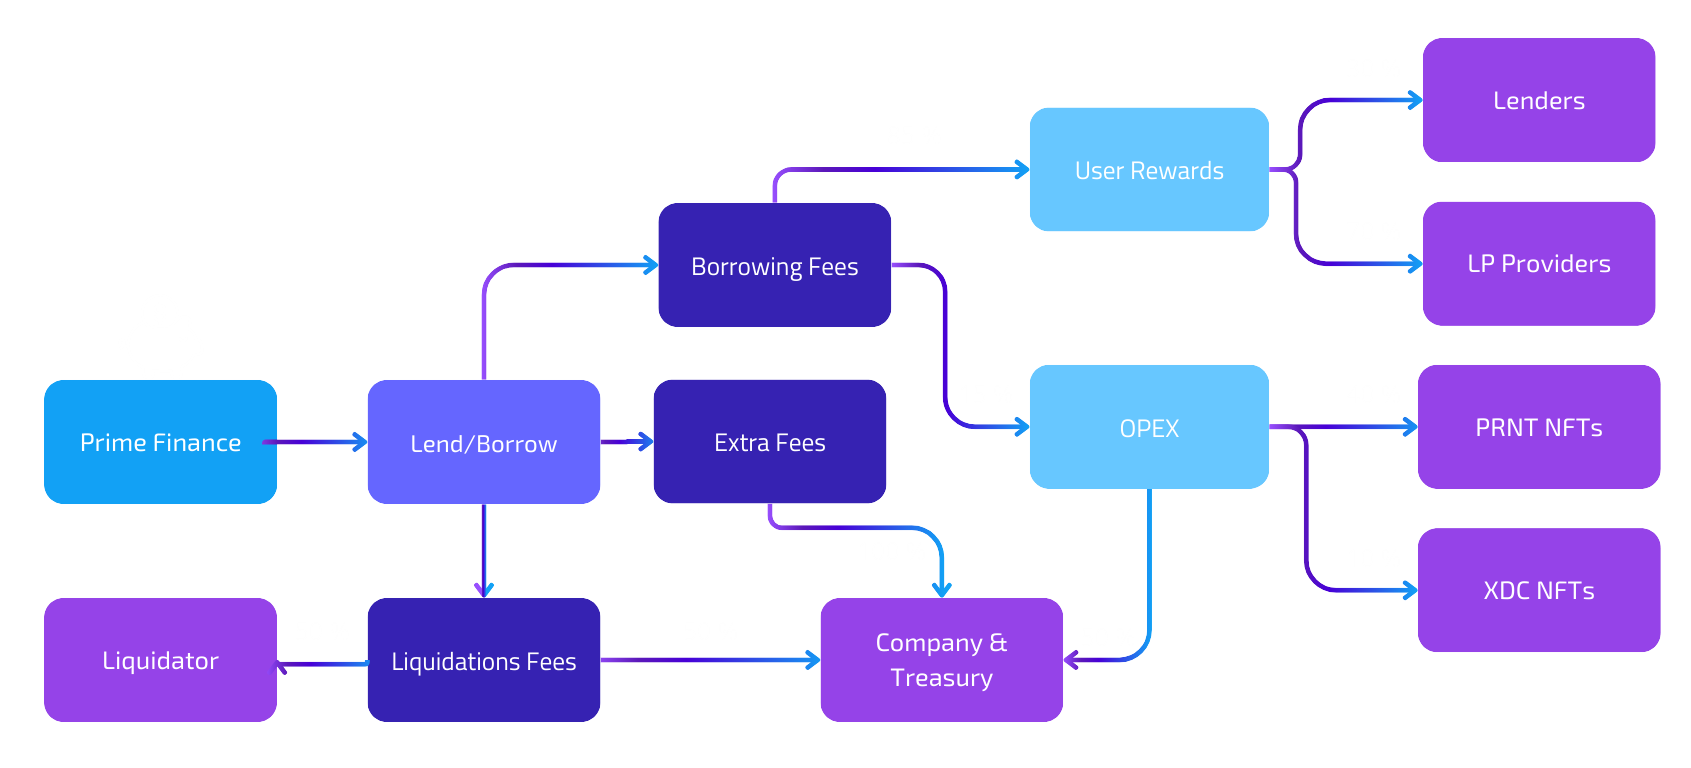 Lenders
User Rewards
LP Providers
Borrowing Fees
Prime Finance
Lend/Borrow
Extra Fees
OPEX
PRNT NFTs
XDC NFTs
Liquidator
Liquidations Fees
Company &
Treasury